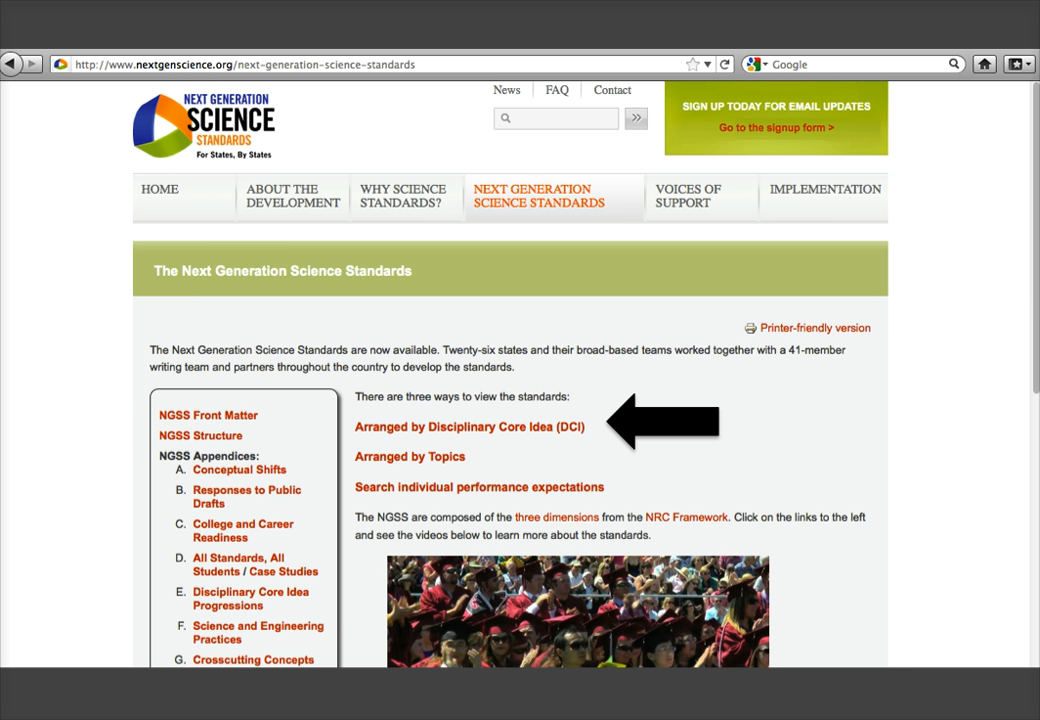 http://www.nextgenscience.org/next-generation-science-standards
Google
NEXT GENERATION
SCIENCE
STANDARDS
For States, By States
News
FAQ
Contact
SIGN UP TODAY FOR EMAIL UPDATES
Go to the signup form >
HOME
ABOUT THE
DEVELOPMENT
WHY SCIENCE
STANDARDS?
NEXT GENERATION
SCIENCE STANDARDS
VOICES OF
SUPPORT
IMPLEMENTATION
The Next Generation Science Standards
Printer-friendly version
The Next Generation Science Standards are now available. Twenty-six states and their broad-based teams worked together with a 41-member
writing team and partners throughout the country to develop the standards.
NGSS Front Matter
NGSS Structure
NGSS Appendices:
A. Conceptual Shifts
B. Responses to Public
Drafts
C. College and Career
Readiness
D. All Standards, All
Students / Case Studies
E. Disciplinary Core Idea
Progressions
F. Science and Engineering
Practices
G. Crosscutting Concepts
There are three ways to view the standards:
Arranged by Disciplinary Core Idea (DCI)
Arranged by Topics
Search individual performance expectations
The NGSS are composed of the three dimensions from the NRC Framework. Click on the links to the left
and see the videos below to learn more about the standards.